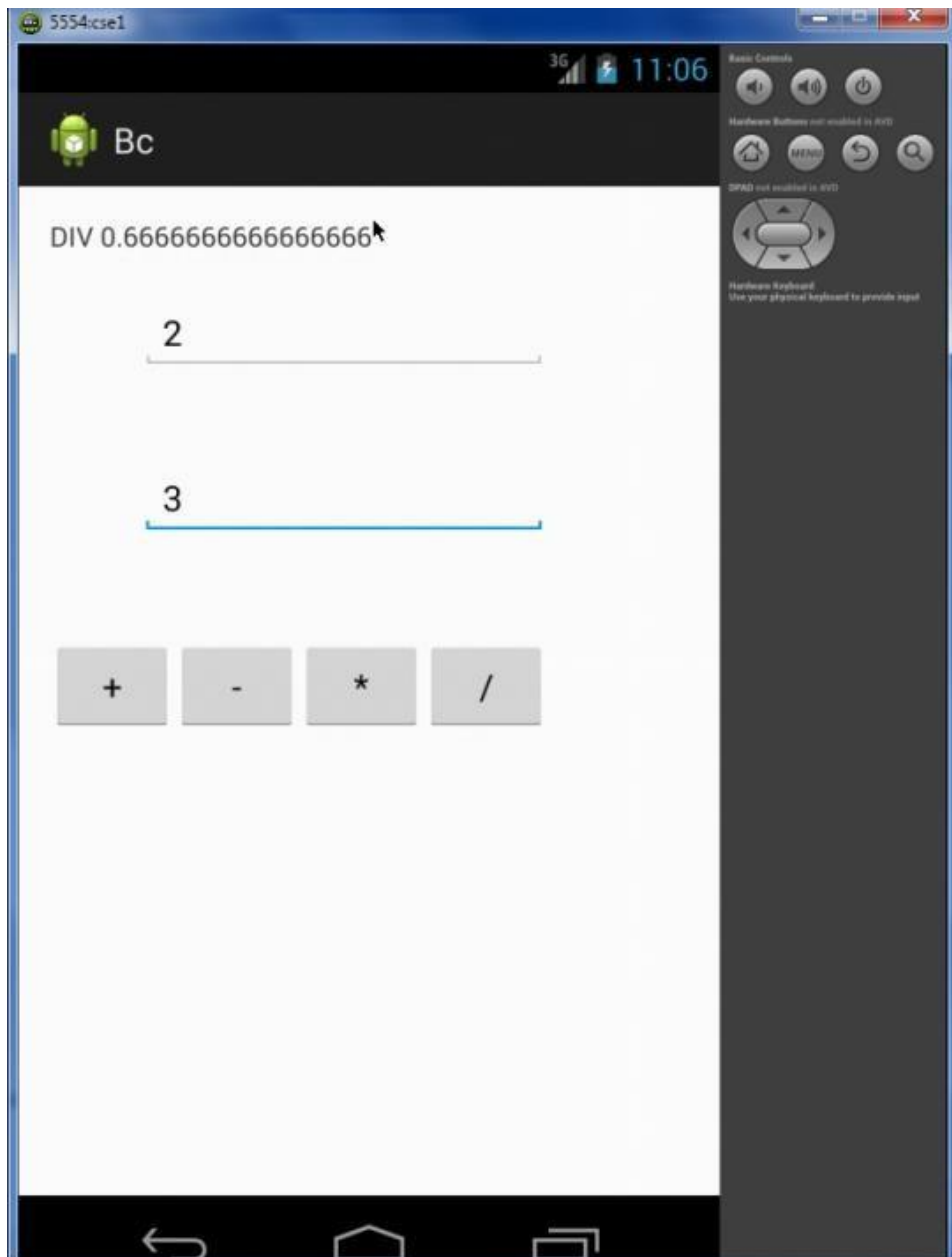 5554:cse1
3G 11:06
Bc
DIV 0.6666666666666666
2
3
+ - * /
Basic Controls
Hardware Buttons not enabled in AVD
MENU
DPAD not enabled in AVD
Hardware Keyboard
Use your physical keyboard to provide input